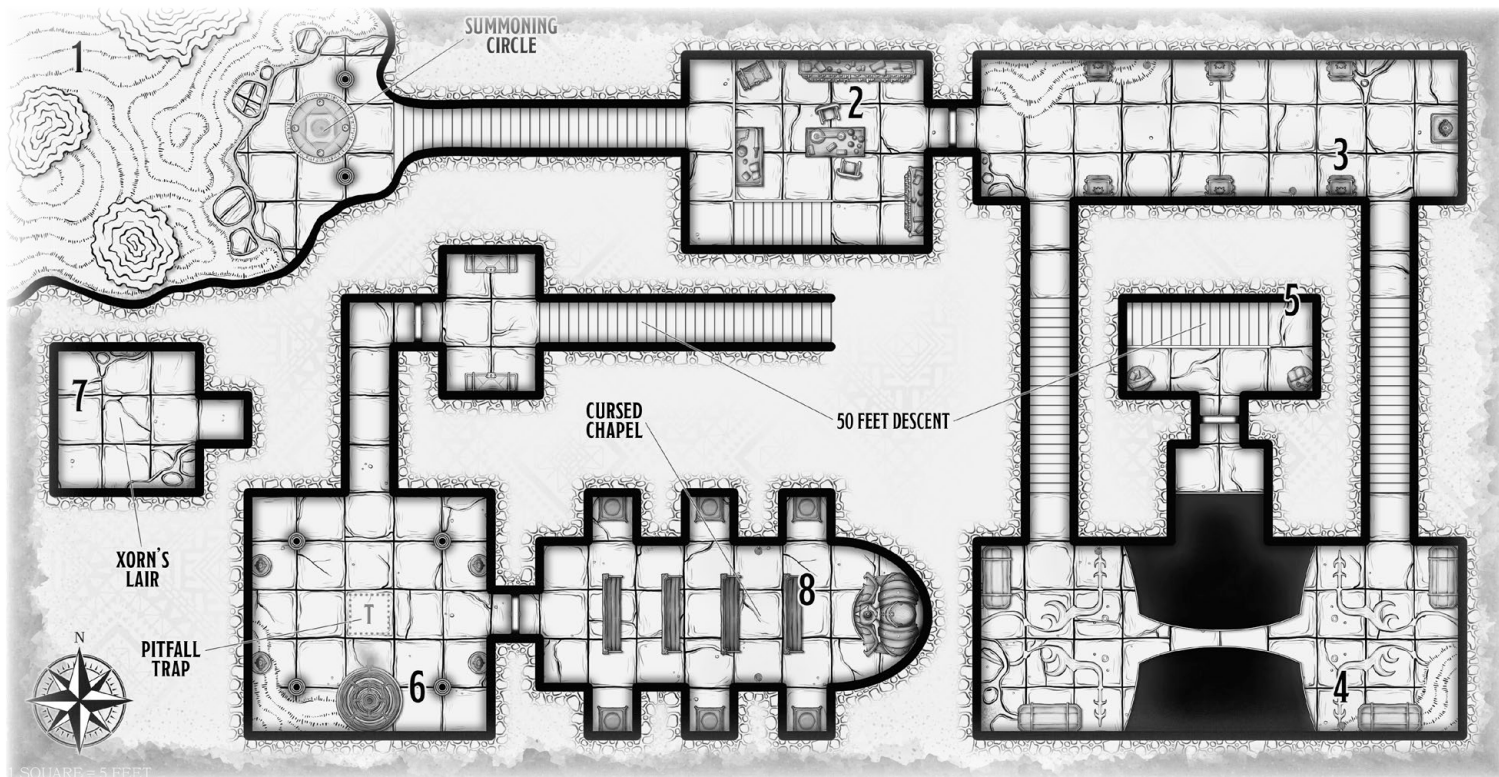 1
SUMMONING
CIRCLE
2
3
5
7
50 FEET DESCENT
CURSED
CHAPEL
XORN'S
LAIR
8
N
PITFALL
TRAP
T
6
4
1 SQUARE = 5 FEET